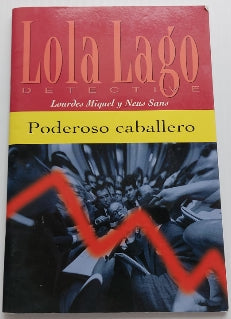 Lola Lago
DETECTIVE
Lourdes Miquel y Neus Sans
Poderoso caballero